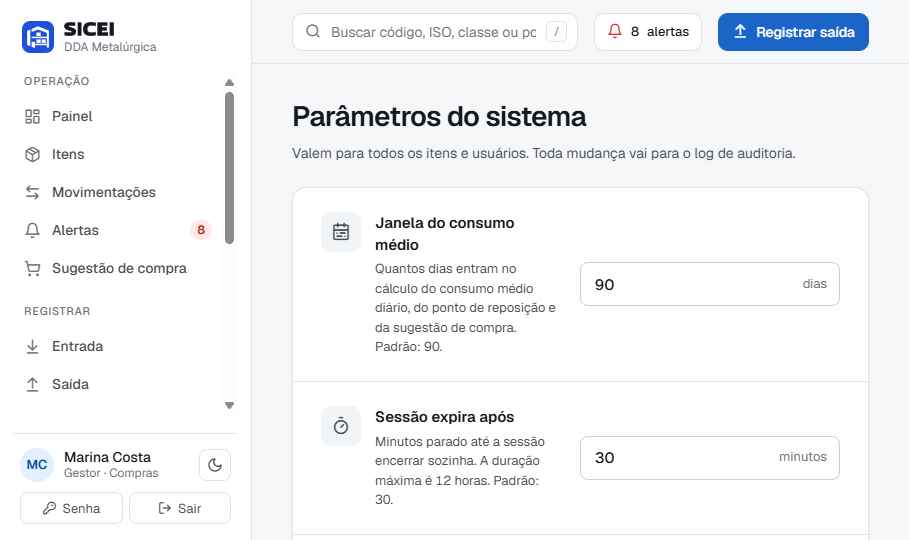 SICEI
DDA Metalúrgica
OPERAÇÃO
Painel
Itens
Movimentações
Alertas
8
Sugestão de compra
REGISTRAR
Entrada
Saída
MC
Marina Costa
Gestor · Compras
Senha
Sair
Buscar código, ISO, classe ou po
/
8 alertas
Registrar saída
Parâmetros do sistema
Valem para todos os itens e usuários. Toda mudança vai para o log de auditoria.
Janela do consumo
médio
Quantos dias entram no
cálculo do consumo médio
diário, do ponto de reposição e
da sugestão de compra.
Padrão: 90.
90
dias
Sessão expira após
Minutos parado até a sessão
encerrar sozinha. A duração
máxima é 12 horas. Padrão:
30.
30
minutos